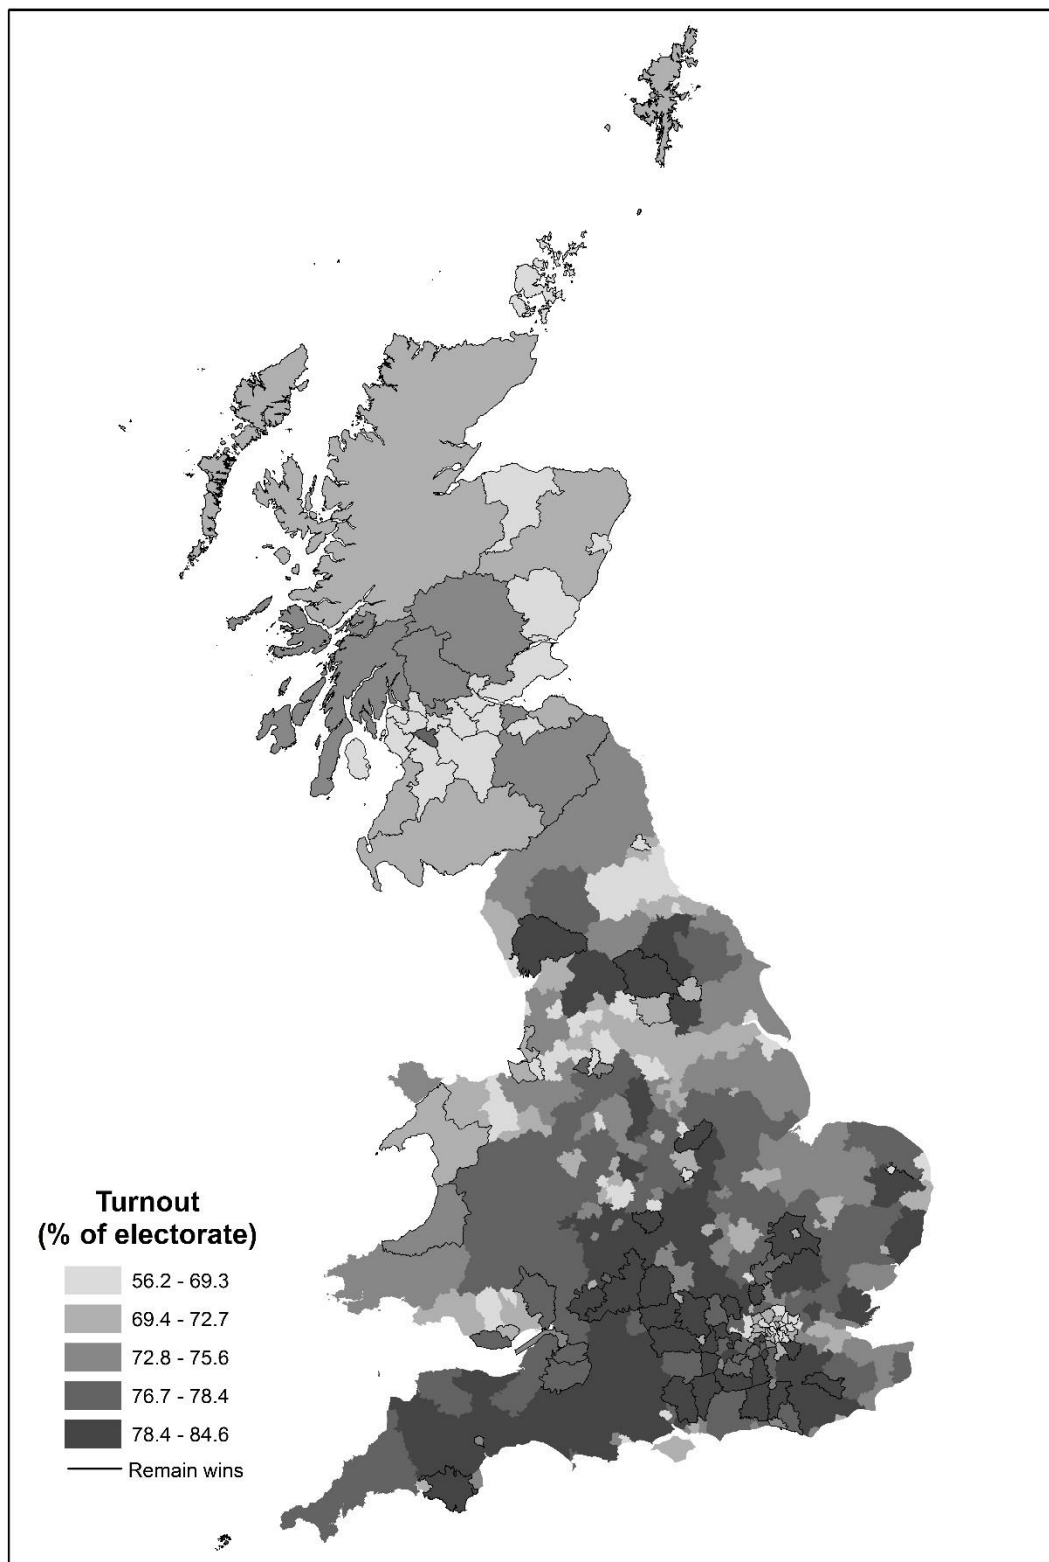 Turnout
(% of electorate)
56.2 - 69.3
69.4 - 72.7
72.8 - 75.6
76.7 - 78.4
78.4 - 84.6
Remain wins